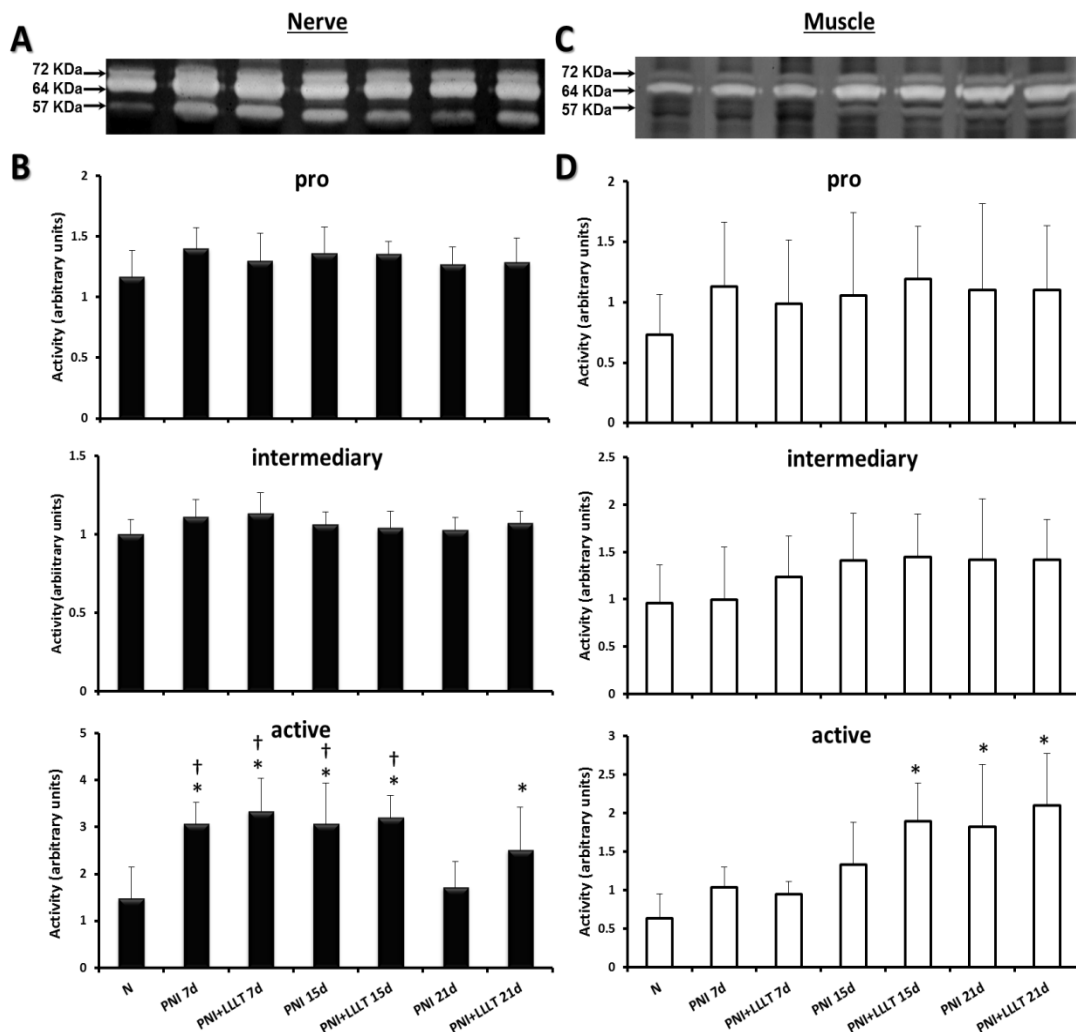 A
Nerve
72 KDa
64 KDa
57 KDa
B
pro
Activity (arbitrary units)
2
1.5
1
0.5
0
intermediary
Activity (arbiitrary units)
1.5
1
0.5
0
active
Activity (arbitrary units)
5
4
3
2
1
0
† † † †
* * * * *
N
PNI 7d
PNI+LLLT 7d
PNI 15d
PNI+LLLT 15d
PNI 21d
PNI+LLLT 21d
C
Muscle
72 KDa
64 KDa
57 KDa
D
pro
Activity (arbitrary units)
2
1.5
1
0.5
0
intermediary
Activity (arbitrary units)
2.5
2
1.5
1
0.5
0
active
Activity (arbitrary units)
3
2.5
2
1.5
1
0.5
0
* * *
N
PNI 7d
PNI+LLLT 7d
PNI 15d
PNI+LLLT 15d
PNI 21d
PNI+LLLT 21d